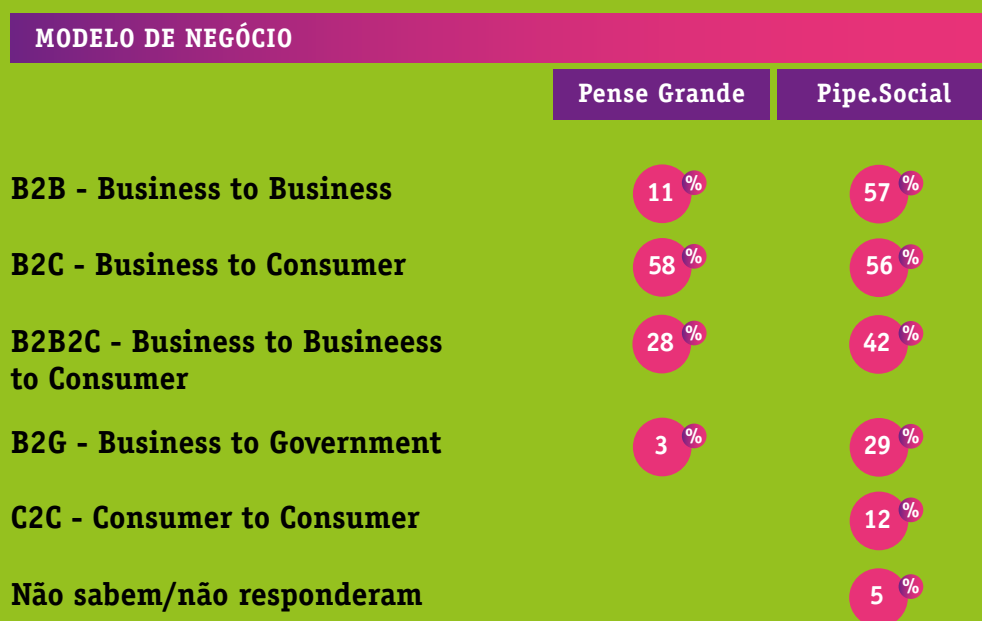 MODELO DE NEGÓCIO
Pense Grande Pipe.Social
B2B - Business to Business 11 % 57 %
B2C - Business to Consumer 58 % 56 %
B2B2C - Business to Busineess 28 % 42 %
to Consumer
B2G - Business to Government 3 % 29 %
C2C - Consumer to Consumer 12 %
Não sabem/não responderam 5 %